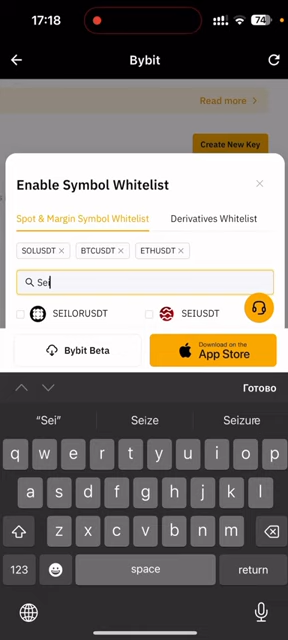 17:18
74
Bybit
Read more >
Create New Key
Enable Symbol Whitelist
Spot & Margin Symbol Whitelist
Derivatives Whitelist
SOLUSDT ×
BTCUSDT ×
ETHUSDT ×
Sei
SEILORUSDT
SEIUSDT
Bybit Beta
Download on the
App Store
Готово
“Sei”
Seize
Seizure
q w e r t y u i o p
a s d f g h j k l
z x c v b n m
123
space
return